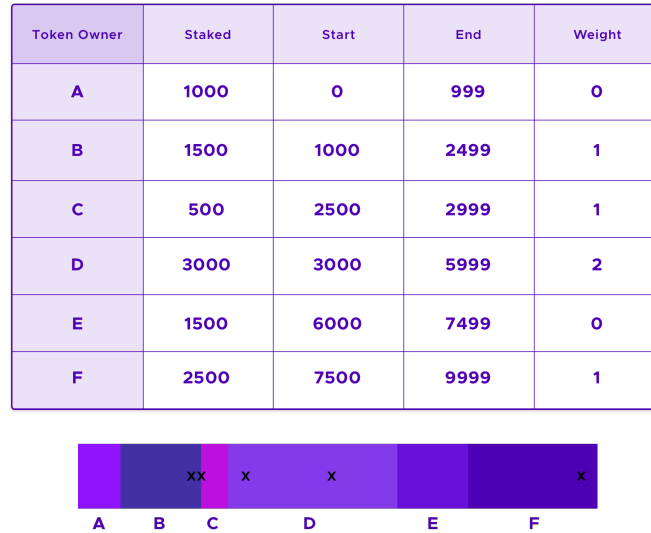 Token Owner Staked Start End Weight
A 1000 0 999 0
B 1500 1000 2499 1
C 500 2500 2999 1
D 3000 3000 5999 2
E 1500 6000 7499 0
F 2500 7500 9999 1
xx x x x
A B C D E F